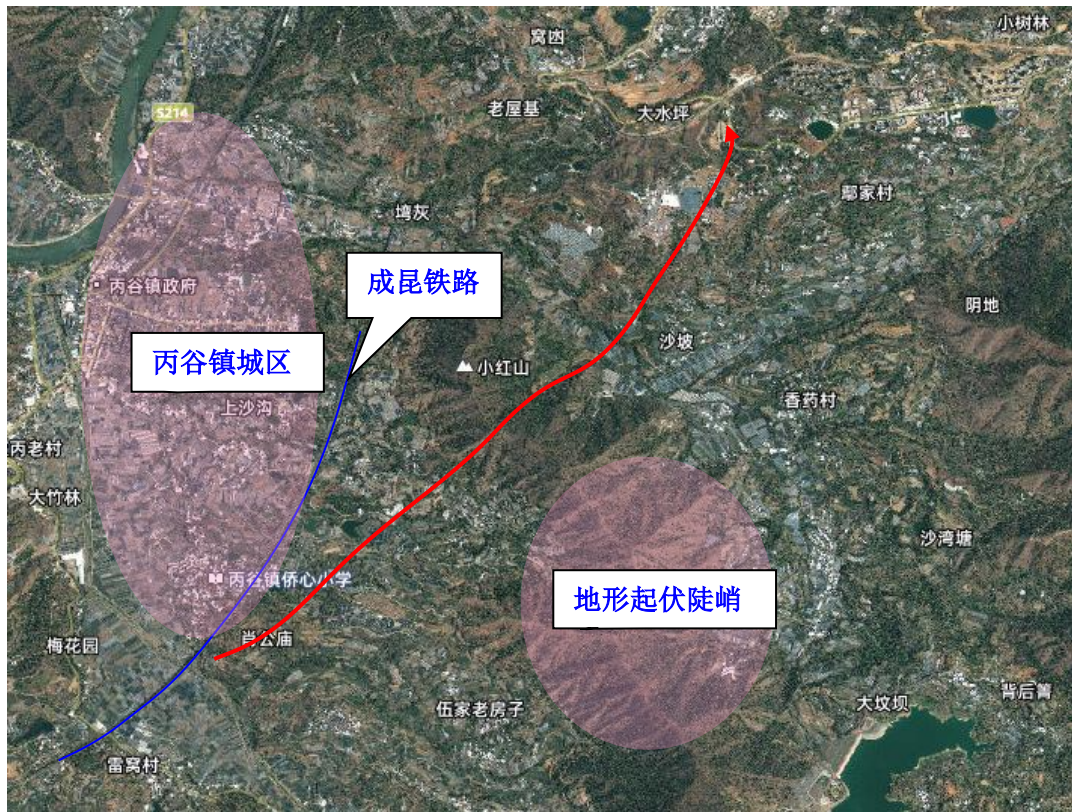 小树林
窝凼
S214
老屋基
大水坪
鄢家村
塆灰
成昆铁路
丙谷镇政府
阴地
沙坡
丙谷镇城区
小红山
香药村
上沙沟
丙老村
大竹林
沙湾塘
丙谷镇侨心小学
地形起伏陡峭
肖公庙
梅花园
背后箐
大坟坝
伍家老房子
雷窝村